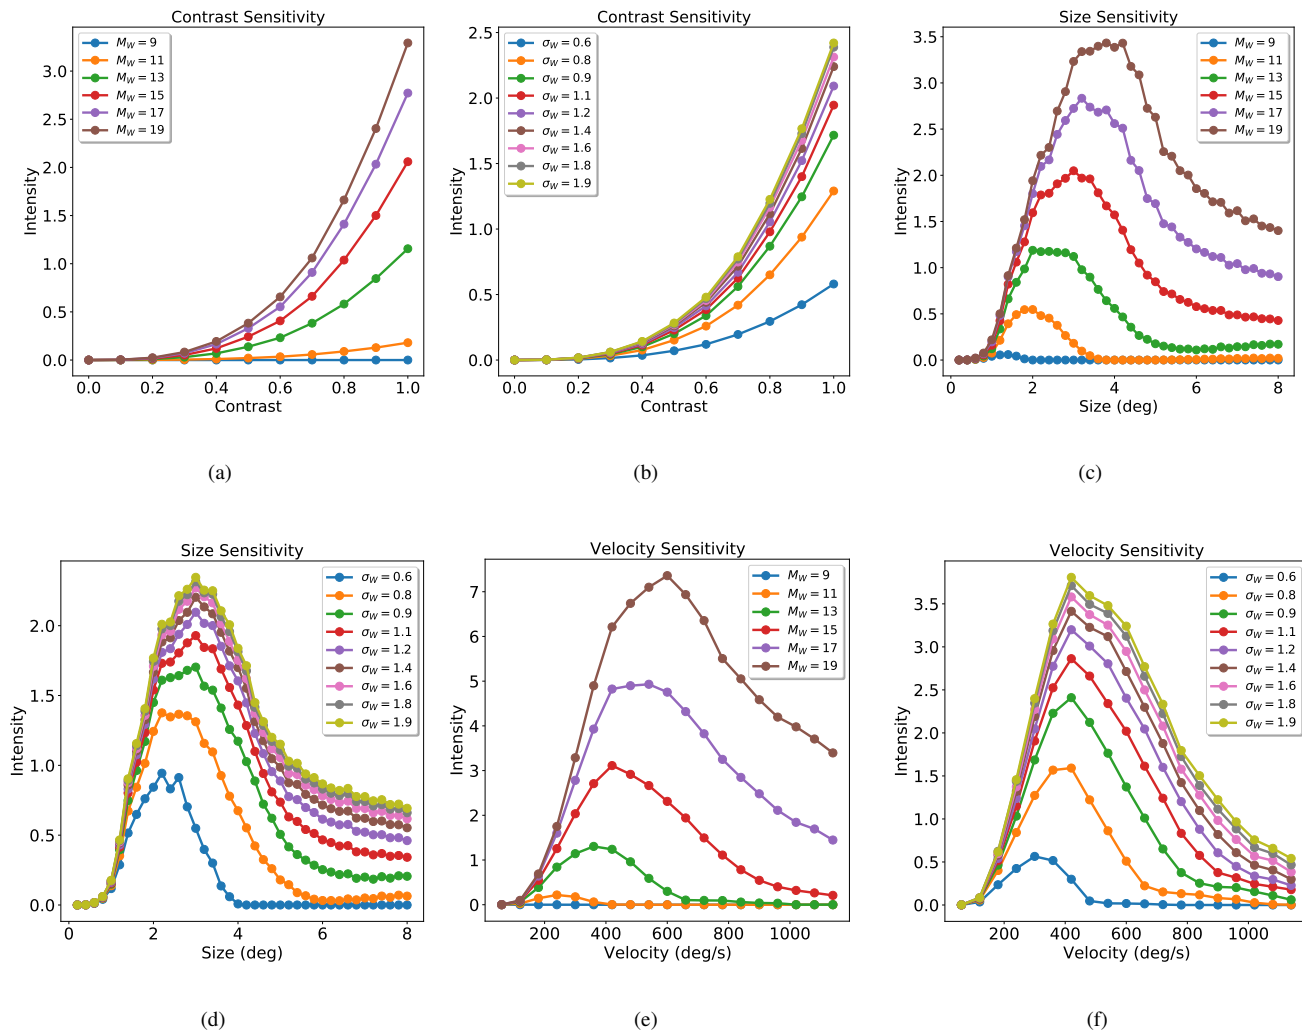 Contrast Sensitivity
Intensity
3.0
2.5
2.0
1.5
1.0
0.5
0.0
M_W = 9
M_W = 11
M_W = 13
M_W = 15
M_W = 17
M_W = 19
0.0 0.2 0.4 0.6 0.8 1.0
Contrast
(a)
Contrast Sensitivity
Intensity
2.5
2.0
1.5
1.0
0.5
0.0
σ_W = 0.6
σ_W = 0.8
σ_W = 0.9
σ_W = 1.1
σ_W = 1.2
σ_W = 1.4
σ_W = 1.6
σ_W = 1.8
σ_W = 1.9
0.0 0.2 0.4 0.6 0.8 1.0
Contrast
(b)
Size Sensitivity
Intensity
3.5
3.0
2.5
2.0
1.5
1.0
0.5
0.0
M_W = 9
M_W = 11
M_W = 13
M_W = 15
M_W = 17
M_W = 19
0 2 4 6 8
Size (deg)
(c)
Size Sensitivity
Intensity
2.0
1.5
1.0
0.5
0.0
σ_W = 0.6
σ_W = 0.8
σ_W = 0.9
σ_W = 1.1
σ_W = 1.2
σ_W = 1.4
σ_W = 1.6
σ_W = 1.8
σ_W = 1.9
0 2 4 6 8
Size (deg)
(d)
Velocity Sensitivity
Intensity
7
6
5
4
3
2
1
0
M_W = 9
M_W = 11
M_W = 13
M_W = 15
M_W = 17
M_W = 19
200 400 600 800 1000
Velocity (deg/s)
(e)
Velocity Sensitivity
Intensity
3.5
3.0
2.5
2.0
1.5
1.0
0.5
0.0
σ_W = 0.6
σ_W = 0.8
σ_W = 0.9
σ_W = 1.1
σ_W = 1.2
σ_W = 1.4
σ_W = 1.6
σ_W = 1.8
σ_W = 1.9
200 400 600 800 1000
Velocity (deg/s)
(f)